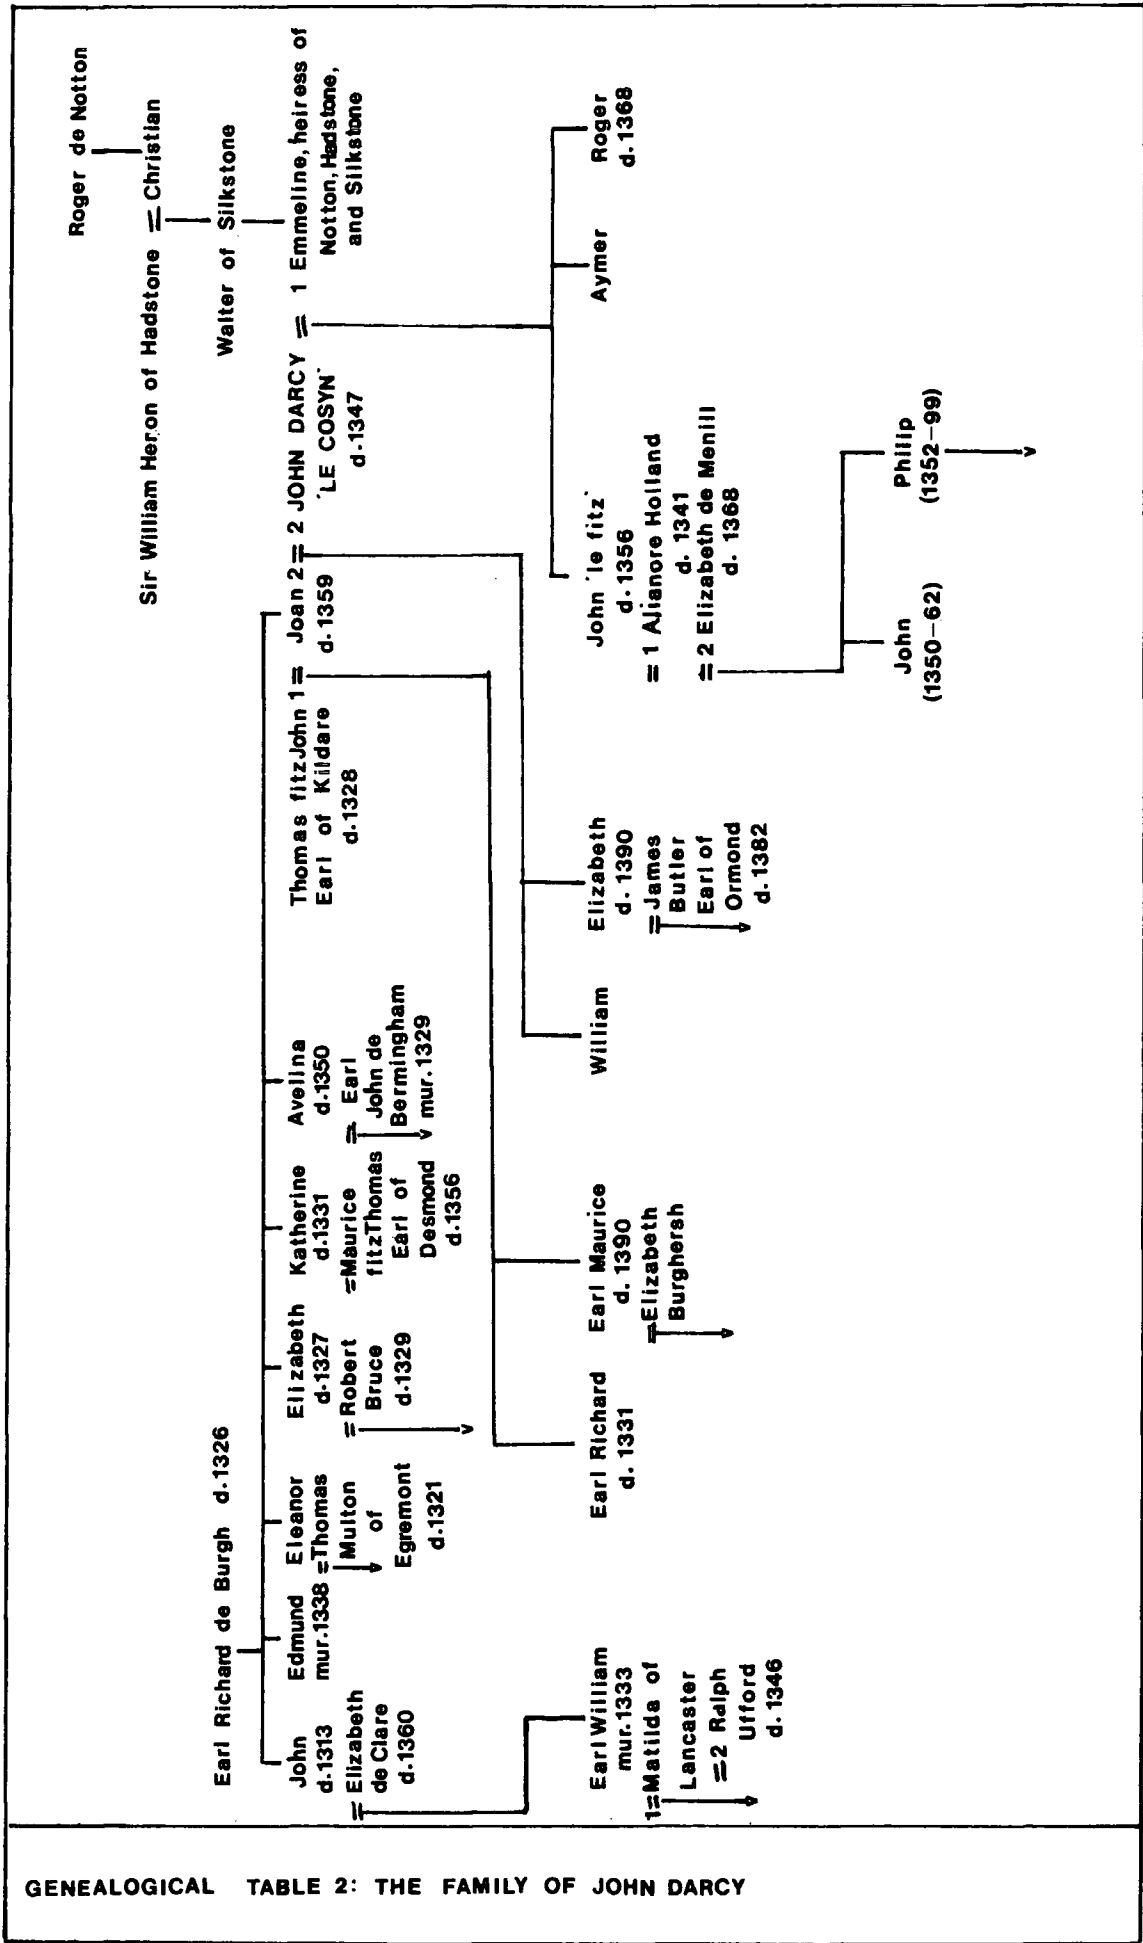 GENEALOGICAL TABLE 2: THE FAMILY OF JOHN DARCY
Roger de Notton
Sir William Heron of Hadstone = Christian
Walter of Silkstone
Earl Richard de Burgh d.1326
John
d.1313
= Elizabeth
de Clare
d.1360
Edmund
mur.1338
Eleanor
=Thomas
Multon
of
Egremont
d.1321
Elizabeth
d.1327
=Robert
Bruce
d.1329
Katherine
d.1331
=Maurice
fitzThomas
Earl of
Desmond
d.1356
Avelina
d.1350
= Earl
John de
Bermingham
mur.1329
Thomas fitzJohn 1=
Earl of Kildare
d.1328
Joan 2=
d.1359
2 JOHN DARCY =
'LE COSYN'
d.1347
1 Emmeline, heiress of
Notton, Hadstone,
and Silkstone
Earl William
mur.1333
1=Matilda of
Lancaster
=2 Ralph
Ufford
d.1346
Earl Richard
d. 1331
Earl Maurice
d. 1390
=Elizabeth
Burghersh
William
Elizabeth
d. 1390
=James
Butler
Earl of
Ormond
d.1382
John 'le fitz'
d.1356
= 1 Alianore Holland
d. 1341
= 2 Elizabeth de Menill
d. 1368
Aymer
Roger
d.1368
John
(1350-62)
Philip
(1352-99)